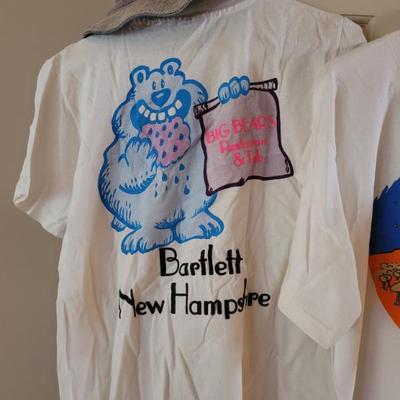 BIG BEAR'S
Restaurant
& Pub
Bartlett
New Hampshire